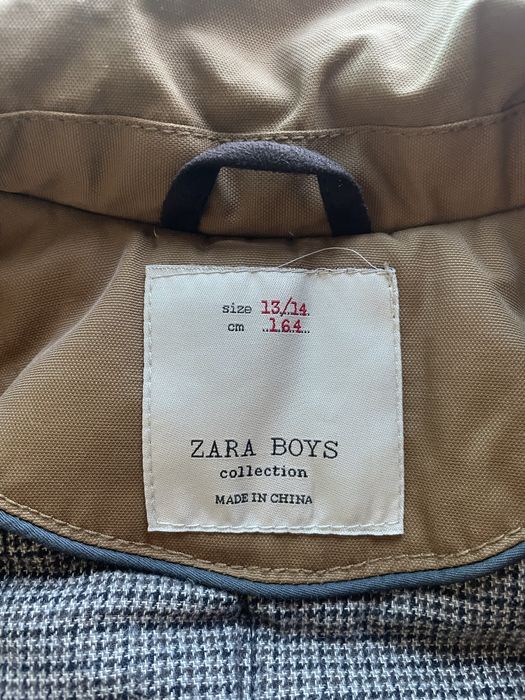 size 13/14
cm 164
ZARA BOYS
collection
MADE IN CHINA